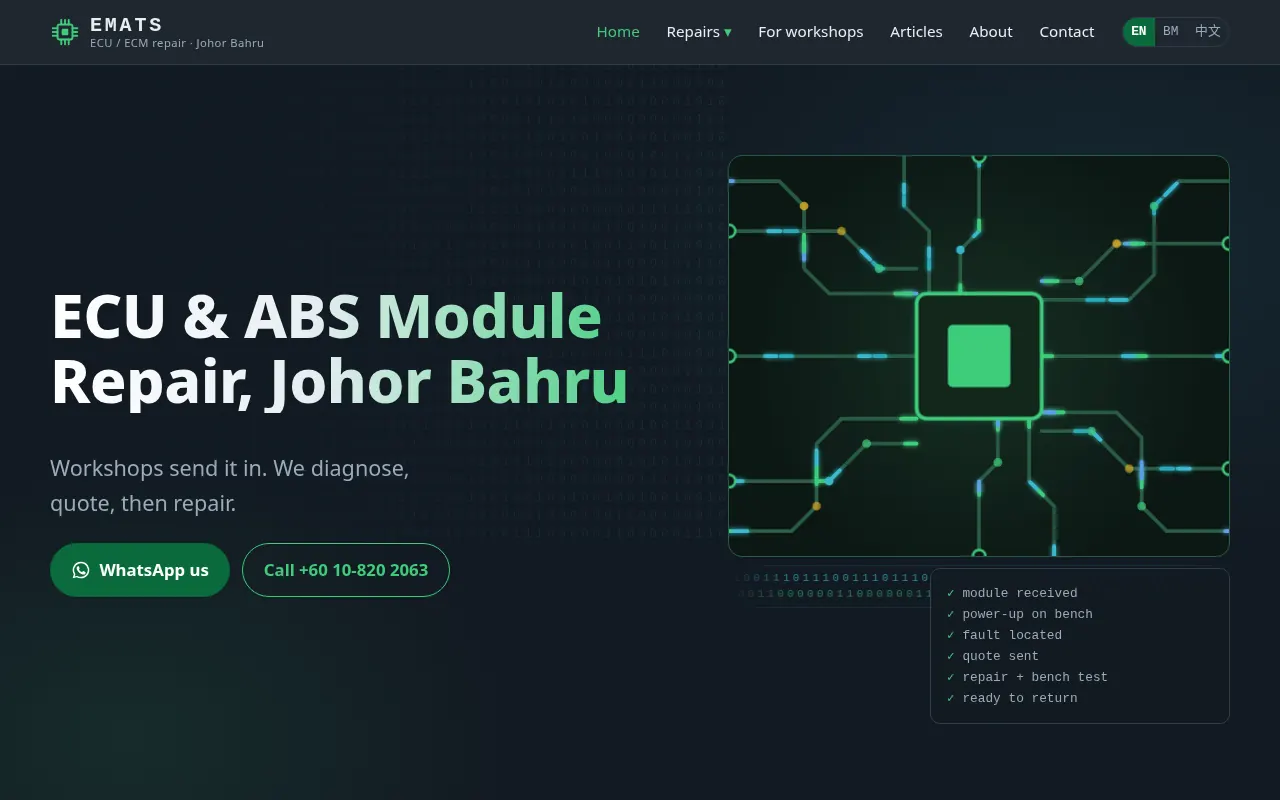 EMATS
ECU / ECM repair · Johor Bahru
Home
Repairs ▾
For workshops
Articles
About
Contact
EN
BM
中文
ECU & ABS Module
Repair, Johor Bahru
Workshops send it in. We diagnose,
quote, then repair.
WhatsApp us
Call +60 10-820 2063
✓ module received
✓ power-up on bench
✓ fault located
✓ quote sent
✓ repair + bench test
✓ ready to return